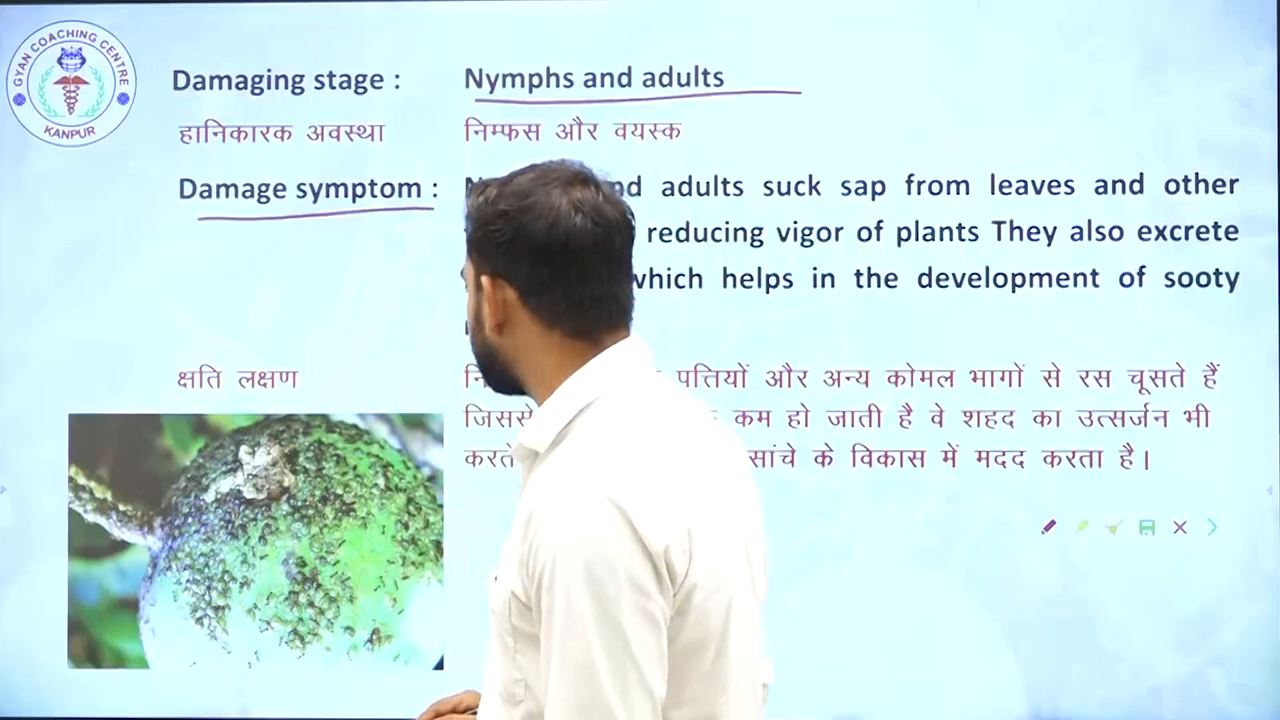 GYAN COACHING CENTRE
KANPUR
Damaging stage : Nymphs and adults
हानिकारक अवस्था निम्फस और वयस्क
Damage symptom : adults suck sap from leaves and other
reducing vigor of plants They also excrete
which helps in the development of sooty
क्षति लक्षण पत्तियों और अन्य कोमल भागों से रस चूसते हैं
जिससे कम हो जाती है वे शहद का उत्सर्जन भी
करते सांचे के विकास में मदद करता है।